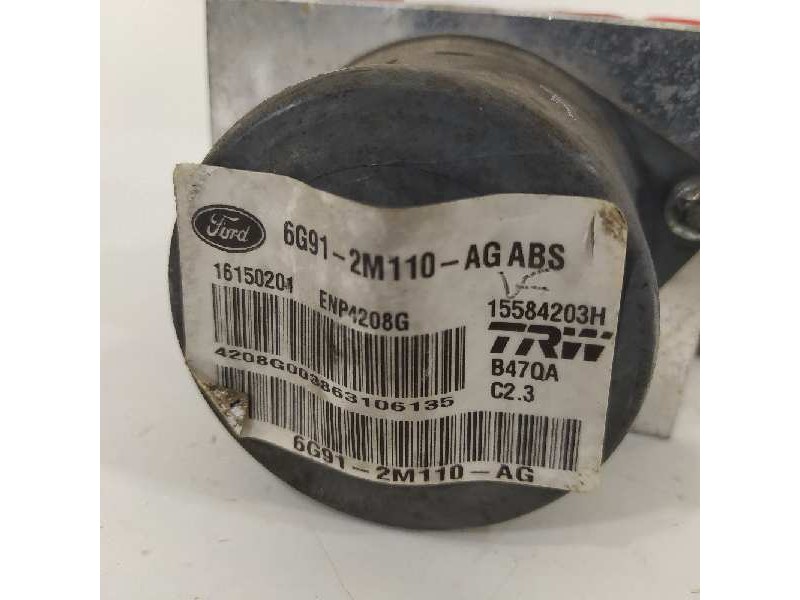 Ford
6G91-2M110-AG ABS
16150201
ENP4208G
15584203H
TRW
B47QA
C2.3
4208G003863106135
6G91-2M110-AG